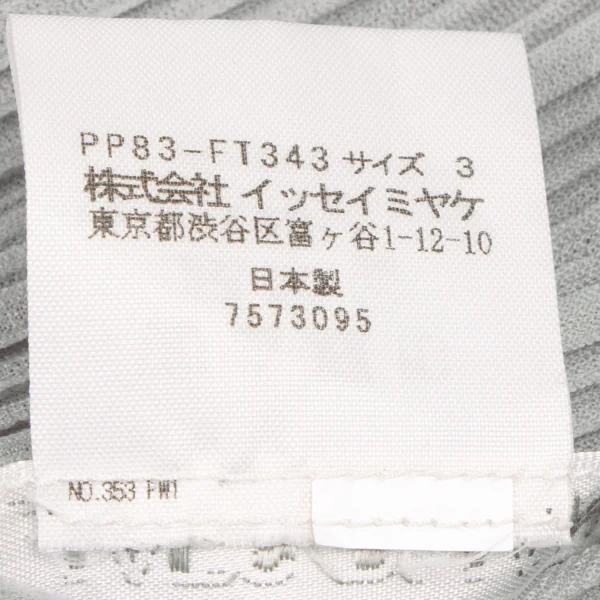 PP83-FT343 サイズ 3
株式会社 イッセイミヤケ
東京都渋谷区富ヶ谷1-12-10
日本製
7573095
NO.353 FW1